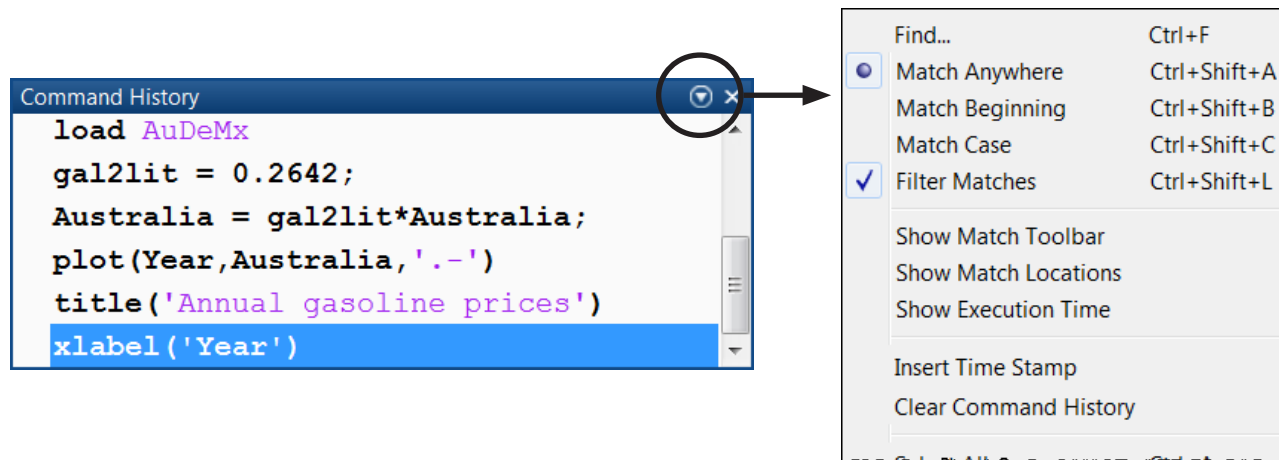 Command History
load AuDeMx
gal2lit = 0.2642;
Australia = gal2lit*Australia;
plot(Year,Australia,'.-')
title('Annual gasoline prices')
xlabel('Year')
Find... Ctrl+F
Match Anywhere Ctrl+Shift+A
Match Beginning Ctrl+Shift+B
Match Case Ctrl+Shift+C
Filter Matches Ctrl+Shift+L
Show Match Toolbar
Show Match Locations
Show Execution Time
Insert Time Stamp
Clear Command History